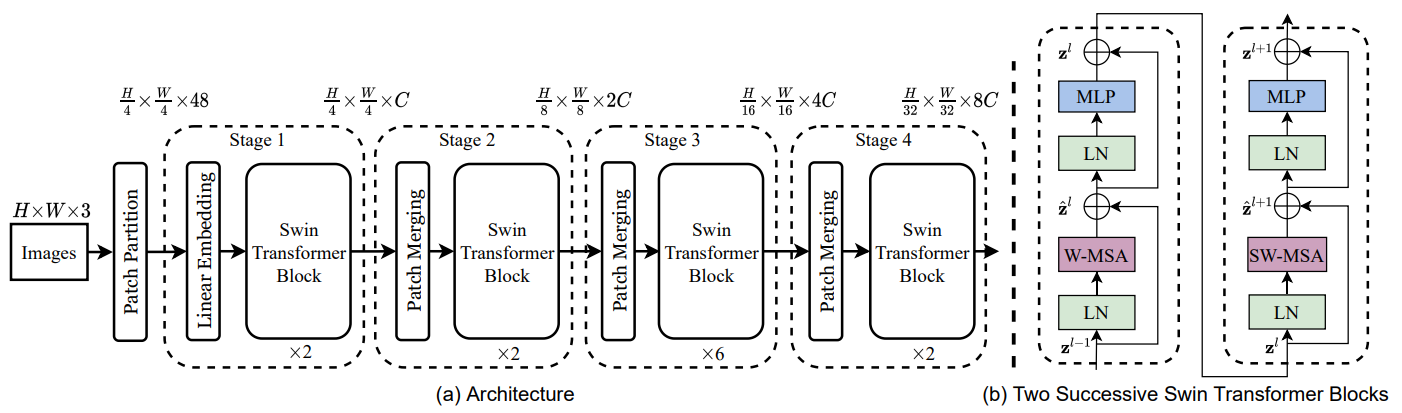 H/4 × W/4 × 48
H/4 × W/4 × C
H/8 × W/8 × 2C
H/16 × W/16 × 4C
H/32 × W/32 × 8C
H×W×3
Images
Patch Partition
Stage 1
Linear Embedding
Swin
Transformer
Block
×2
Stage 2
Patch Merging
Swin
Transformer
Block
×2
Stage 3
Patch Merging
Swin
Transformer
Block
×6
Stage 4
Patch Merging
Swin
Transformer
Block
×2
(a) Architecture
z^l
MLP
LN
ẑ^l
W-MSA
LN
z^{l-1}
z^{l+1}
MLP
LN
ẑ^{l+1}
SW-MSA
LN
z^l
(b) Two Successive Swin Transformer Blocks